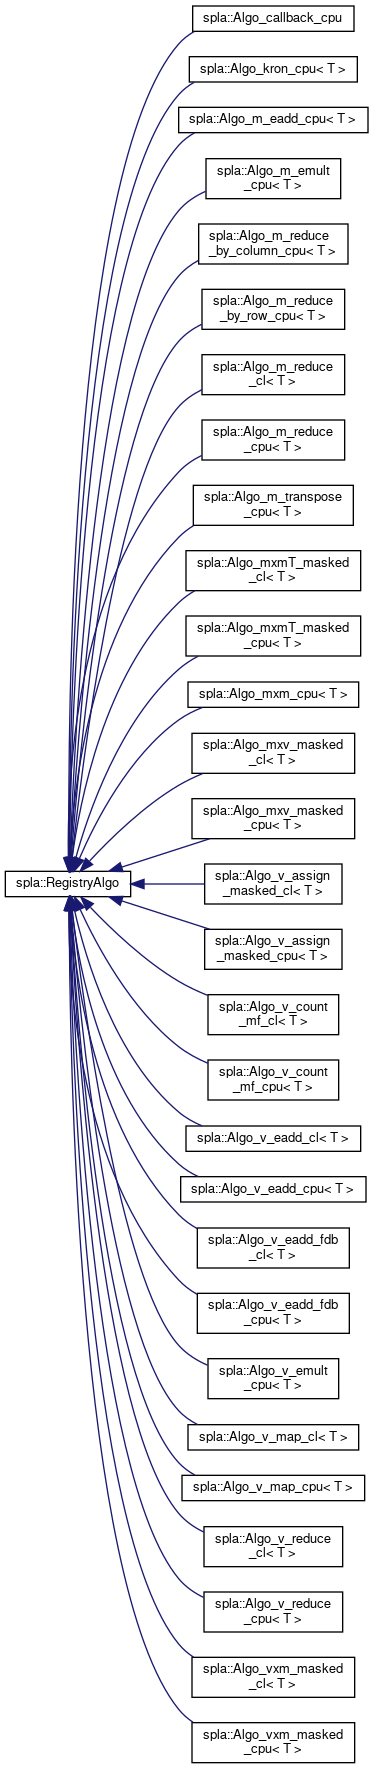 spla::Algo_callback_cpu
spla::Algo_kron_cpu< T >
spla::Algo_m_eadd_cpu< T >
spla::Algo_m_emult
_cpu< T >
spla::Algo_m_reduce
_by_column_cpu< T >
spla::Algo_m_reduce
_by_row_cpu< T >
spla::Algo_m_reduce
_cl< T >
spla::Algo_m_reduce
_cpu< T >
spla::Algo_m_transpose
_cpu< T >
spla::Algo_mxmT_masked
_cl< T >
spla::Algo_mxmT_masked
_cpu< T >
spla::Algo_mxm_cpu< T >
spla::Algo_mxv_masked
_cl< T >
spla::Algo_mxv_masked
_cpu< T >
spla::RegistryAlgo
spla::Algo_v_assign
_masked_cl< T >
spla::Algo_v_assign
_masked_cpu< T >
spla::Algo_v_count
_mf_cl< T >
spla::Algo_v_count
_mf_cpu< T >
spla::Algo_v_eadd_cl< T >
spla::Algo_v_eadd_cpu< T >
spla::Algo_v_eadd_fdb
_cl< T >
spla::Algo_v_eadd_fdb
_cpu< T >
spla::Algo_v_emult
_cpu< T >
spla::Algo_v_map_cl< T >
spla::Algo_v_map_cpu< T >
spla::Algo_v_reduce
_cl< T >
spla::Algo_v_reduce
_cpu< T >
spla::Algo_vxm_masked
_cl< T >
spla::Algo_vxm_masked
_cpu< T >